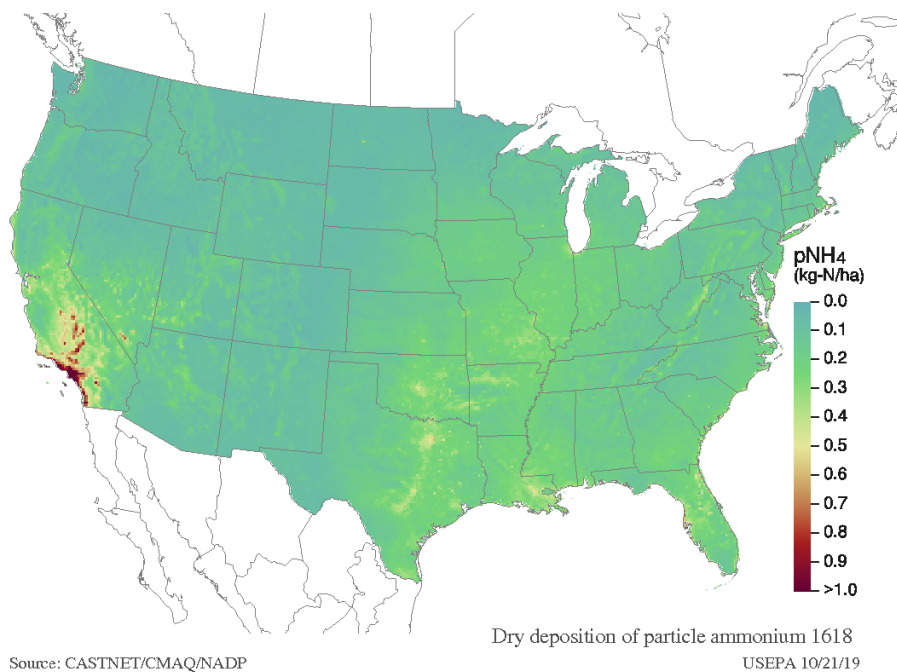 pNH₄
(kg-N/ha)
0.0
0.1
0.2
0.3
0.4
0.5
0.6
0.7
0.8
0.9
>1.0
Dry deposition of particle ammonium 1618
Source: CASTNET/CMAQ/NADP
USEPA 10/21/19